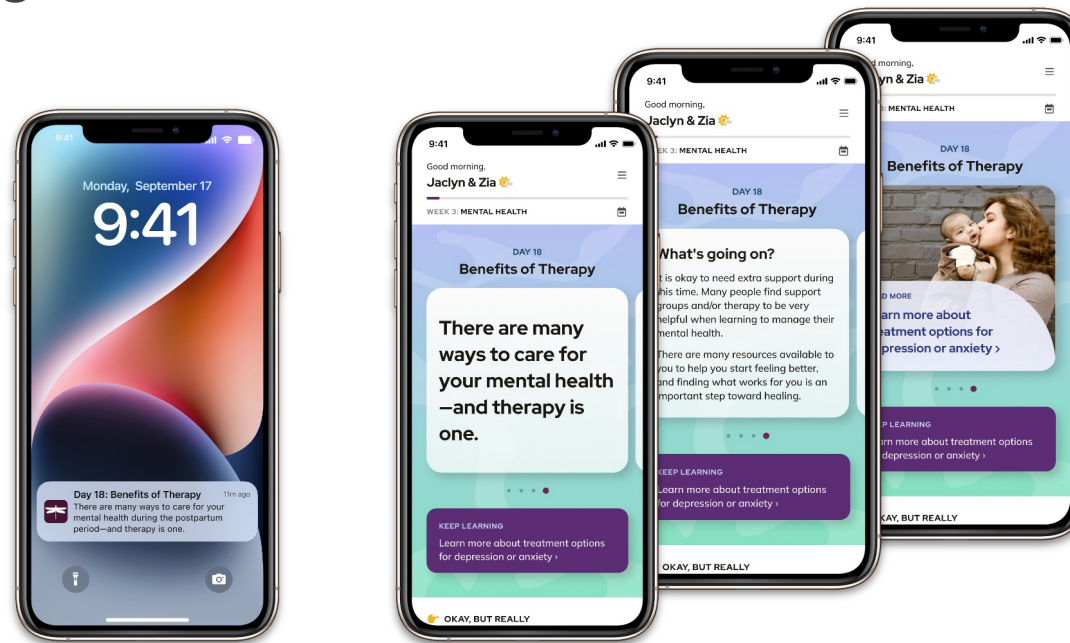 9:41
Monday, September 17
9:41
Day 18: Benefits of Therapy
11m ago
There are many ways to care for your
mental health during the postpartum
period—and therapy is one.
9:41
Good morning,
Jaclyn & Zia
WEEK 3: MENTAL HEALTH
DAY 18
Benefits of Therapy
There are many
ways to care for
your mental health
—and therapy is
one.
KEEP LEARNING
Learn more about treatment options
for depression or anxiety ›
OKAY, BUT REALLY
9:41
Good morning,
Jaclyn & Zia
3: MENTAL HEALTH
DAY 18
Benefits of Therapy
What's going on?
is okay to need extra support during
this time. Many people find support
groups and/or therapy to be very
helpful when learning to manage their
mental health.
There are many resources available to
you to help you start feeling better,
and finding what works for you is an
important step toward healing.
KEEP LEARNING
Learn more about treatment options
for depression or anxiety ›
OKAY, BUT REALLY
9:41
morning,
& Zia
MENTAL HEALTH
DAY 18
Benefits of Therapy
MORE
more about
options for
or anxiety ›
LEARNING
more about treatment options
depression or anxiety ›
BUT REALLY